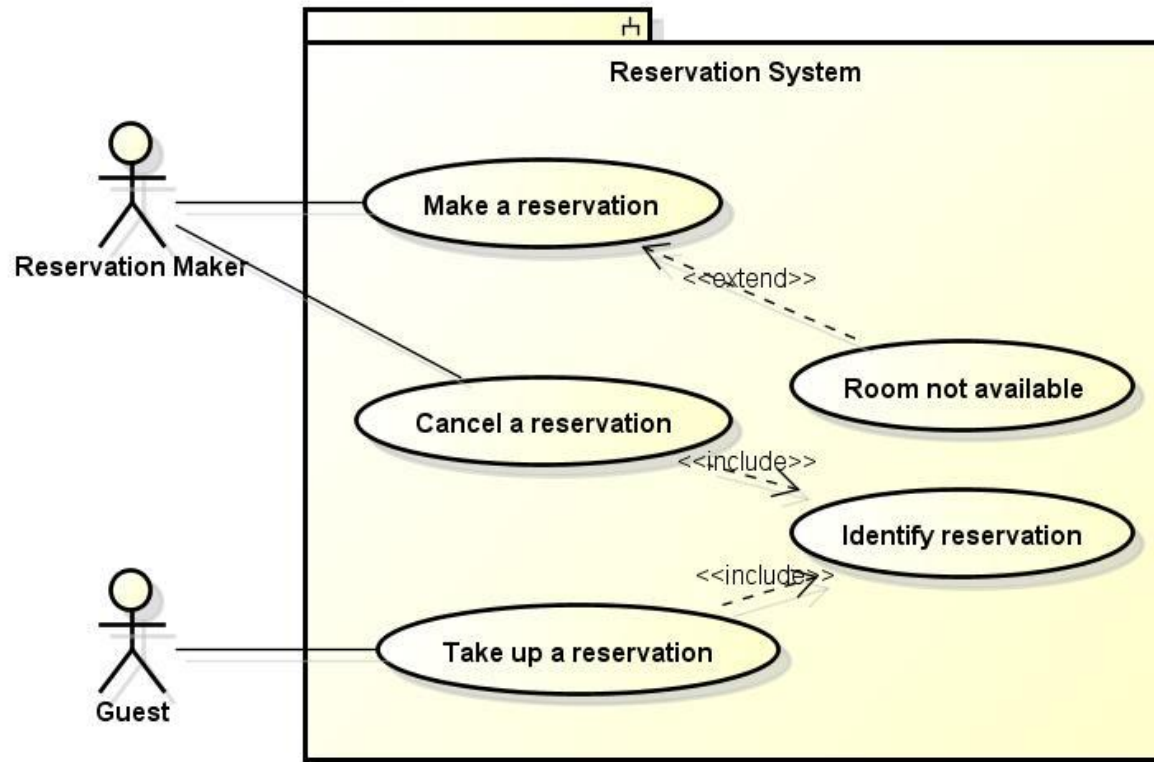 Reservation System
Make a reservation
Reservation Maker
<<extend>>
Room not available
Cancel a reservation
<<include>>
Identify reservation
<<include>>
Take up a reservation
Guest